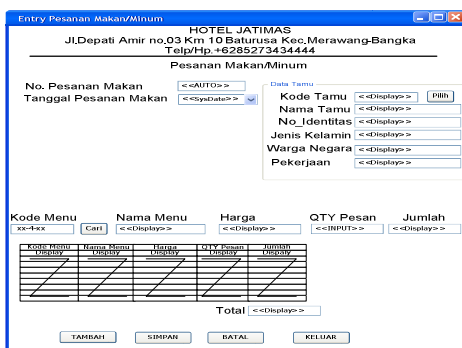 Entry Pesanan Makan/Minum
HOTEL JATIMAS
Jl,Depati Amir no,03 Km 10 Baturusa Kec,Merawang-Bangka
Telp/Hp.+6285273434444
Pesanan Makan/Minum
No. Pesanan Makan <<AUTO>>
Tanggal Pesanan Makan <<SysDate>>
Data Tamu
Kode Tamu <<Display>> Pilih
Nama Tamu <<Display>>
No_Identitas <<Display>>
Jenis Kelamin <<Display>>
Warga Negara <<Display>>
Pekerjaan <<Display>>
Kode Menu Nama Menu Harga QTY Pesan Jumlah
xx-4-xx Cari <<Display>> <<Display>> <<INPUT>> <<Display>>
Kode Menu Nama Menu Harga QTY Pesan Jumlah
Display Display Display Display Dispaly
Total <<Display>>
TAMBAH SIMPAN BATAL KELUAR